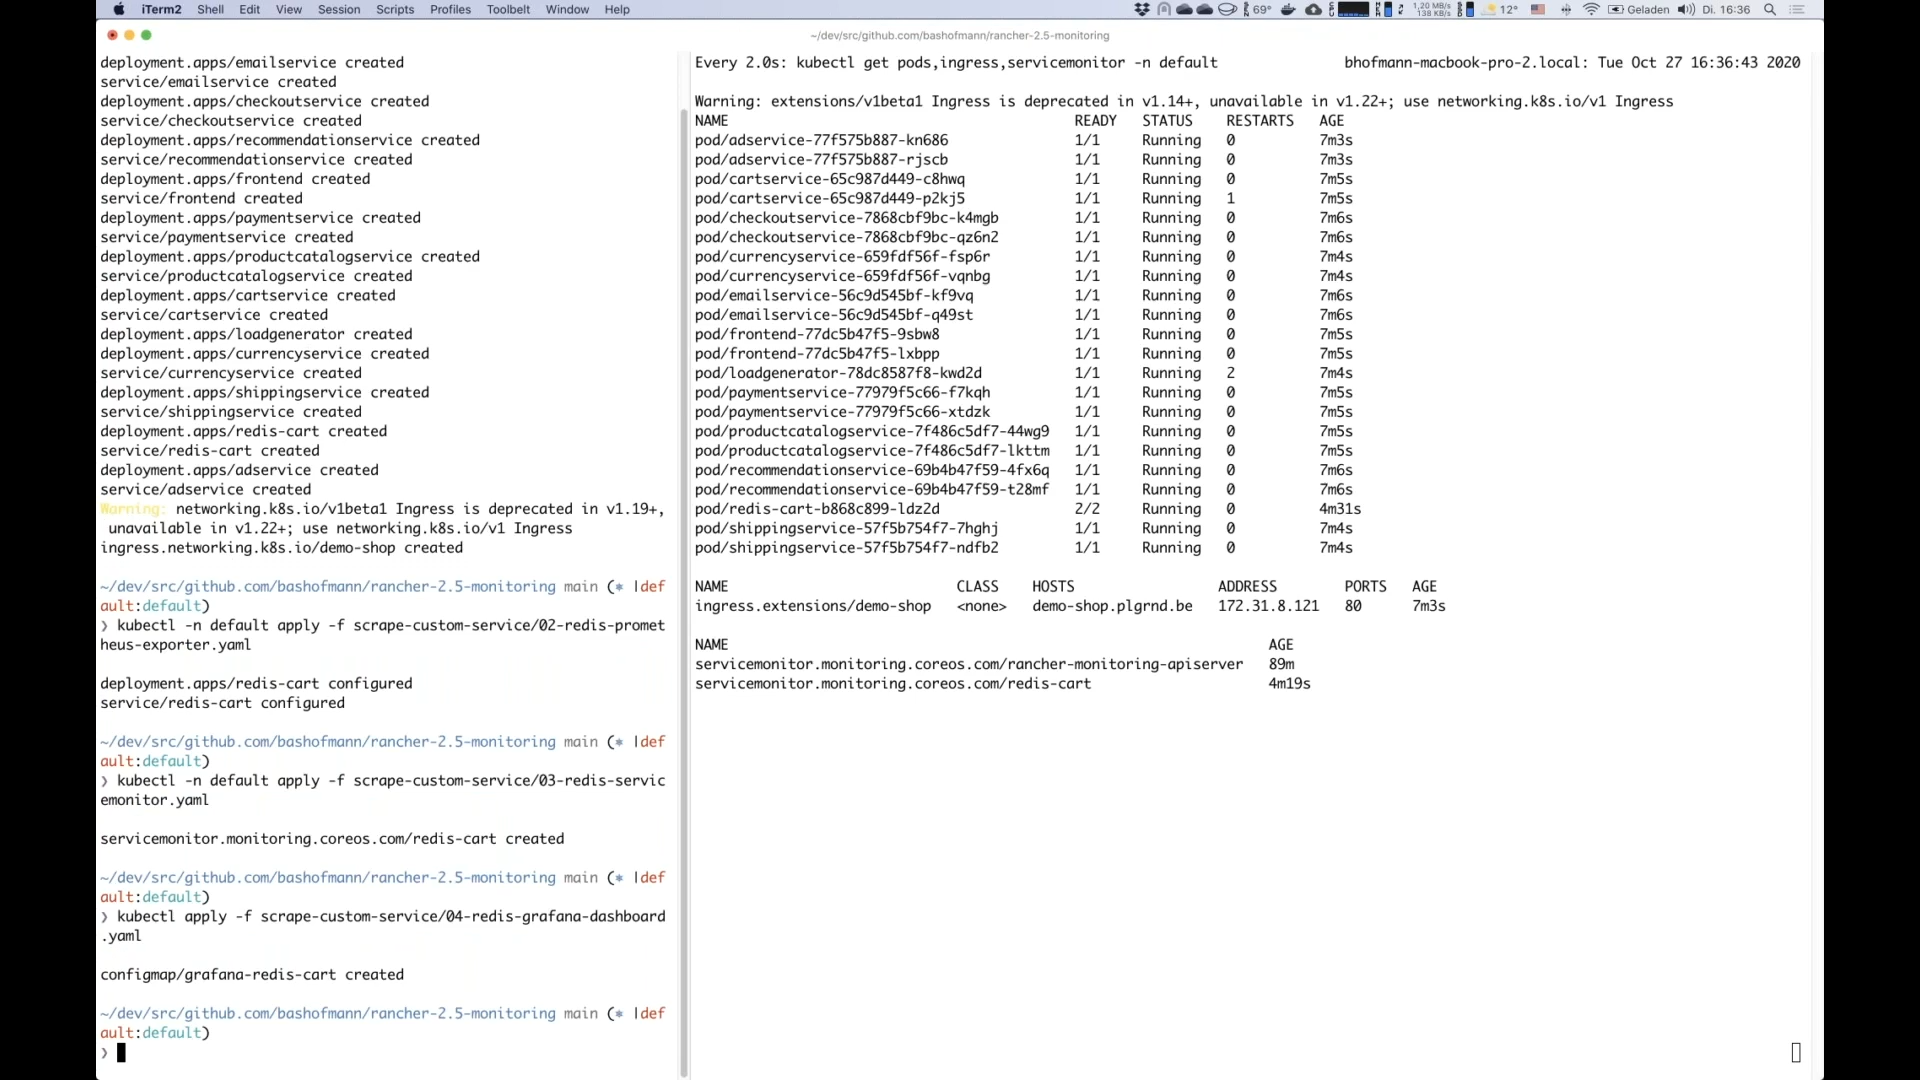 iTerm2 Shell Edit View Session Scripts Profiles Toolbelt Window Help 69° 1,20 MB/s 138 KB/s 12° Geladen Di. 16:36
~/dev/src/github.com/bashofmann/rancher-2.5-monitoring
deployment.apps/emailservice created
service/emailservice created
deployment.apps/checkoutservice created
service/checkoutservice created
deployment.apps/recommendationservice created
service/recommendationservice created
deployment.apps/frontend created
service/frontend created
deployment.apps/paymentservice created
service/paymentservice created
deployment.apps/productcatalogservice created
service/productcatalogservice created
deployment.apps/cartservice created
service/cartservice created
deployment.apps/loadgenerator created
deployment.apps/currencyservice created
service/currencyservice created
deployment.apps/shippingservice created
service/shippingservice created
deployment.apps/redis-cart created
service/redis-cart created
deployment.apps/adservice created
service/adservice created
Warning: networking.k8s.io/v1beta1 Ingress is deprecated in v1.19+,
unavailable in v1.22+; use networking.k8s.io/v1 Ingress
ingress.networking.k8s.io/demo-shop created
~/dev/src/github.com/bashofmann/rancher-2.5-monitoring main (* |def
ault:default)
❯ kubectl -n default apply -f scrape-custom-service/02-redis-promet
heus-exporter.yaml
deployment.apps/redis-cart configured
service/redis-cart configured
~/dev/src/github.com/bashofmann/rancher-2.5-monitoring main (* |def
ault:default)
❯ kubectl -n default apply -f scrape-custom-service/03-redis-servic
emonitor.yaml
servicemonitor.monitoring.coreos.com/redis-cart created
~/dev/src/github.com/bashofmann/rancher-2.5-monitoring main (* |def
ault:default)
❯ kubectl apply -f scrape-custom-service/04-redis-grafana-dashboard
.yaml
configmap/grafana-redis-cart created
~/dev/src/github.com/bashofmann/rancher-2.5-monitoring main (* |def
ault:default)
❯
Every 2.0s: kubectl get pods,ingress,servicemonitor -n default bhofmann-macbook-pro-2.local: Tue Oct 27 16:36:43 2020
Warning: extensions/v1beta1 Ingress is deprecated in v1.14+, unavailable in v1.22+; use networking.k8s.io/v1 Ingress
NAME READY STATUS RESTARTS AGE
pod/adservice-77f575b887-kn686 1/1 Running 0 7m3s
pod/adservice-77f575b887-rjscb 1/1 Running 0 7m3s
pod/cartservice-65c987d449-c8hwq 1/1 Running 0 7m5s
pod/cartservice-65c987d449-p2kj5 1/1 Running 1 7m5s
pod/checkoutservice-7868cbf9bc-k4mgb 1/1 Running 0 7m6s
pod/checkoutservice-7868cbf9bc-qz6n2 1/1 Running 0 7m6s
pod/currencyservice-659fdf56f-fsp6r 1/1 Running 0 7m4s
pod/currencyservice-659fdf56f-vqnbg 1/1 Running 0 7m4s
pod/emailservice-56c9d545bf-kf9vq 1/1 Running 0 7m6s
pod/emailservice-56c9d545bf-q49st 1/1 Running 0 7m6s
pod/frontend-77dc5b47f5-9sbw8 1/1 Running 0 7m5s
pod/frontend-77dc5b47f5-lxbpp 1/1 Running 0 7m5s
pod/loadgenerator-78dc8587f8-kwd2d 1/1 Running 2 7m4s
pod/paymentservice-77979f5c66-f7kqh 1/1 Running 0 7m5s
pod/paymentservice-77979f5c66-xtdzk 1/1 Running 0 7m5s
pod/productcatalogservice-7f486c5df7-44wg9 1/1 Running 0 7m5s
pod/productcatalogservice-7f486c5df7-lkttm 1/1 Running 0 7m5s
pod/recommendationservice-69b4b47f59-4fx6q 1/1 Running 0 7m6s
pod/recommendationservice-69b4b47f59-t28mf 1/1 Running 0 7m6s
pod/redis-cart-b868c899-ldz2d 2/2 Running 0 4m31s
pod/shippingservice-57f5b754f7-7hghj 1/1 Running 0 7m4s
pod/shippingservice-57f5b754f7-ndfb2 1/1 Running 0 7m4s
NAME CLASS HOSTS ADDRESS PORTS AGE
ingress.extensions/demo-shop <none> demo-shop.plgrnd.be 172.31.8.121 80 7m3s
NAME AGE
servicemonitor.monitoring.coreos.com/rancher-monitoring-apiserver 89m
servicemonitor.monitoring.coreos.com/redis-cart 4m19s